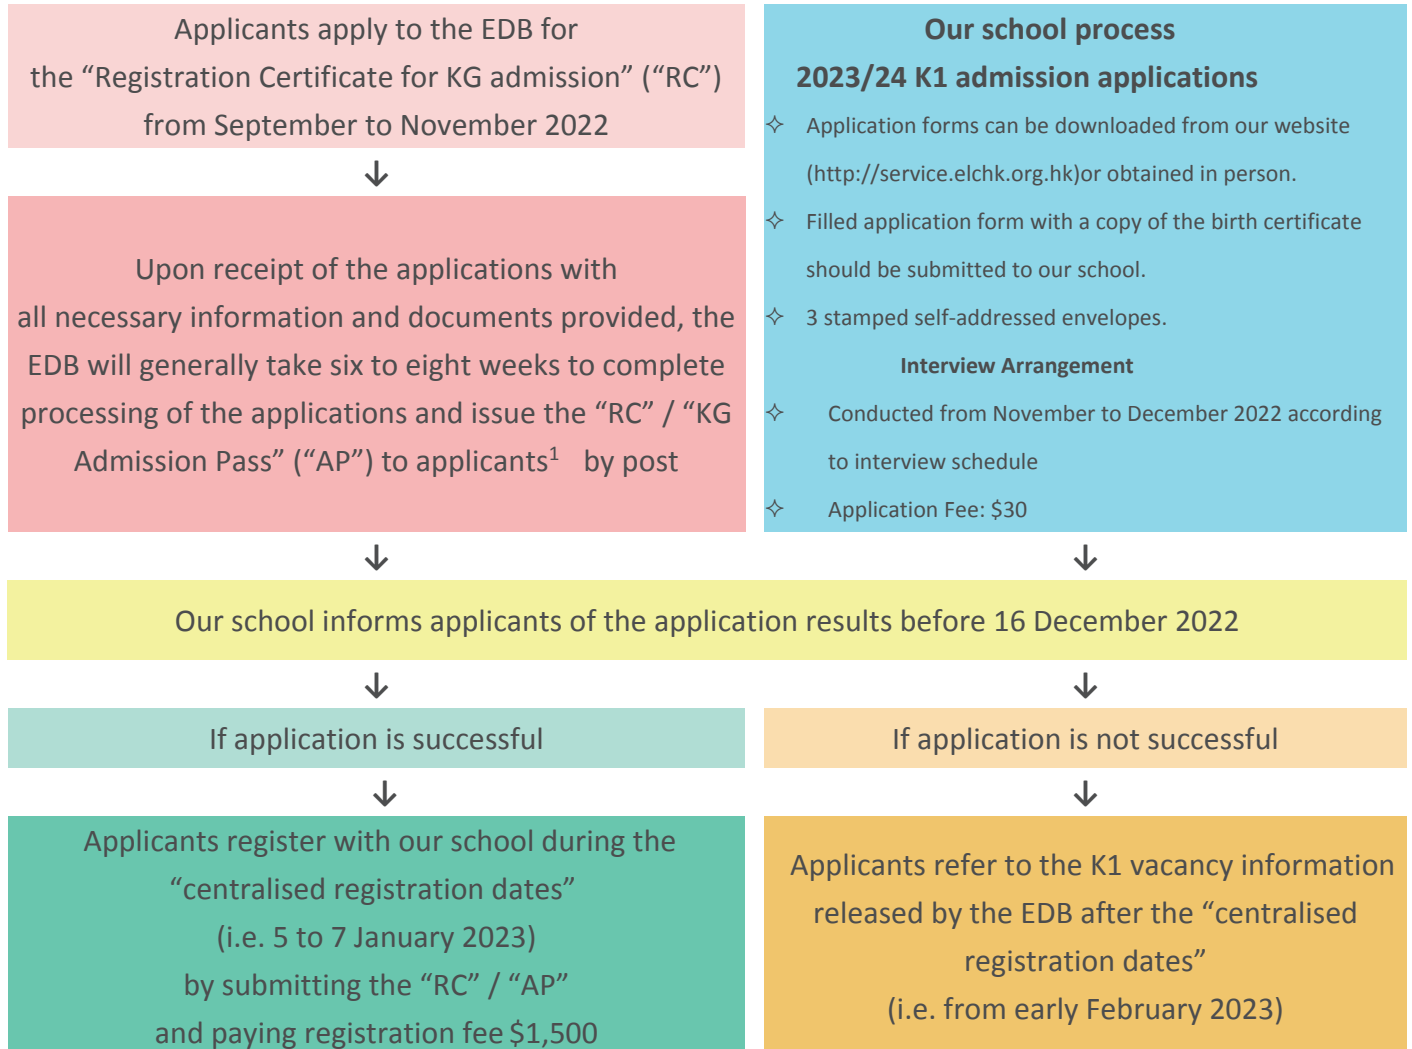 Applicants apply to the EDB for
the “Registration Certificate for KG admission” (“RC”)
from September to November 2022
↓
Upon receipt of the applications with
all necessary information and documents provided, the
EDB will generally take six to eight weeks to complete
processing of the applications and issue the “RC” / “KG
Admission Pass” (“AP”) to applicants¹ by post
↓
Our school process
2023/24 K1 admission applications
✧ Application forms can be downloaded from our website
(http://service.elchk.org.hk)or obtained in person.
✧ Filled application form with a copy of the birth certificate
should be submitted to our school.
✧ 3 stamped self-addressed envelopes.
Interview Arrangement
✧ Conducted from November to December 2022 according
to interview schedule
✧ Application Fee: $30
↓
Our school informs applicants of the application results before 16 December 2022
↓
If application is successful
↓
Applicants register with our school during the
“centralised registration dates”
(i.e. 5 to 7 January 2023)
by submitting the “RC” / “AP”
and paying registration fee $1,500
↓
If application is not successful
↓
Applicants refer to the K1 vacancy information
released by the EDB after the “centralised
registration dates”
(i.e. from early February 2023)